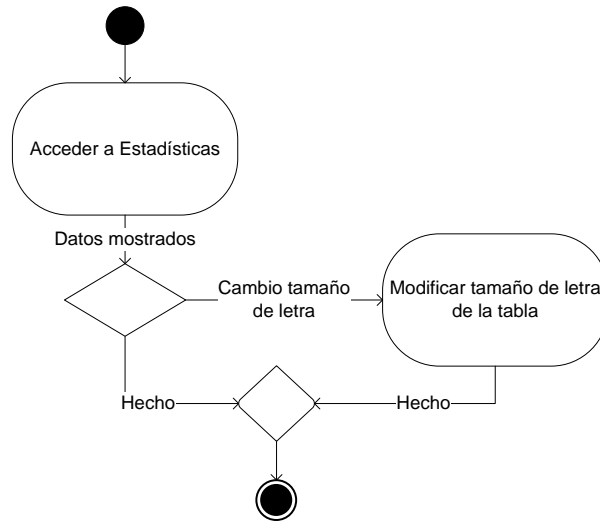 Acceder a Estadísticas
Datos mostrados
Cambio tamaño
de letra
Modificar tamaño de letra
de la tabla
Hecho
Hecho